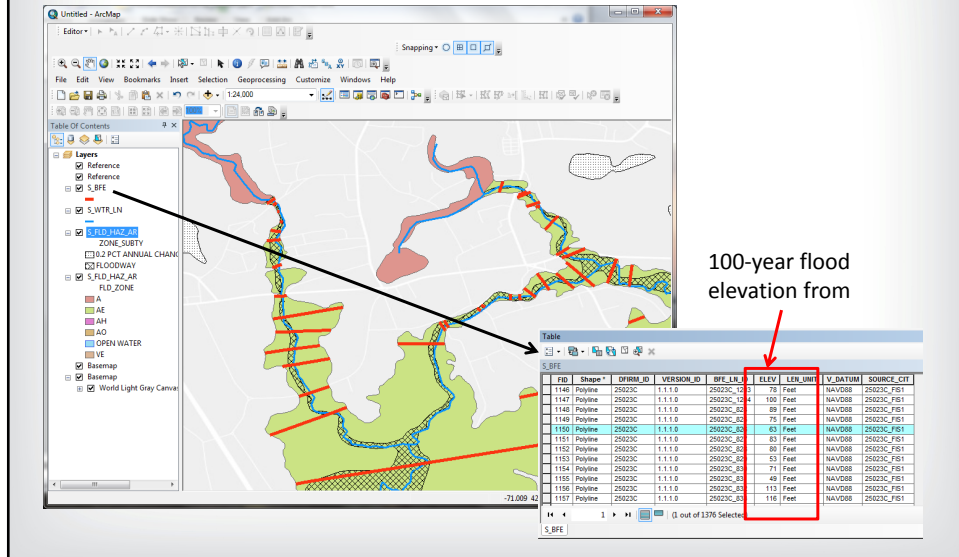 Untitled - ArcMap
Editor
Snapping
File Edit View Bookmarks Insert Selection Geoprocessing Customize Windows Help
1:24,000
Table Of Contents
Layers
Reference
Reference
S_BFE
S_WTR_LN
S_FLD_HAZ_AR
ZONE_SUBTY
0.2 PCT ANNUAL CHANC
FLOODWAY
S_FLD_HAZ_AR
FLD_ZONE
A
AE
AH
AO
OPEN WATER
VE
Basemap
Basemap
World Light Gray Canvas
-71.009 42
100-year flood
elevation from
Table
S_BFE
FID Shape * DFIRM_ID VERSION_ID BFE_LN_ID ELEV LEN_UNIT V_DATUM SOURCE_CIT
1146 Polyline 25023C 1.1.1.0 78 Feet NAVD88 25023C_FIS1
1147 Polyline 25023C 1.1.1.0 100 Feet NAVD88 25023C_FIS1
1148 Polyline 25023C 1.1.1.0 89 Feet NAVD88 25023C_FIS1
1149 Polyline 25023C 1.1.1.0 75 Feet NAVD88 25023C_FIS1
1150 Polyline 25023C 1.1.1.0 63 Feet NAVD88 25023C_FIS1
1151 Polyline 25023C 1.1.1.0 83 Feet NAVD88 25023C_FIS1
1152 Polyline 25023C 1.1.1.0 80 Feet NAVD88 25023C_FIS1
1153 Polyline 25023C 1.1.1.0 53 Feet NAVD88 25023C_FIS1
1154 Polyline 25023C 1.1.1.0 71 Feet NAVD88 25023C_FIS1
1155 Polyline 25023C 1.1.1.0 49 Feet NAVD88 25023C_FIS1
1156 Polyline 25023C 1.1.1.0 113 Feet NAVD88 25023C_FIS1
1157 Polyline 25023C 1.1.1.0 116 Feet NAVD88 25023C_FIS1
1 (1 out of 1376 Selected)
S_BFE